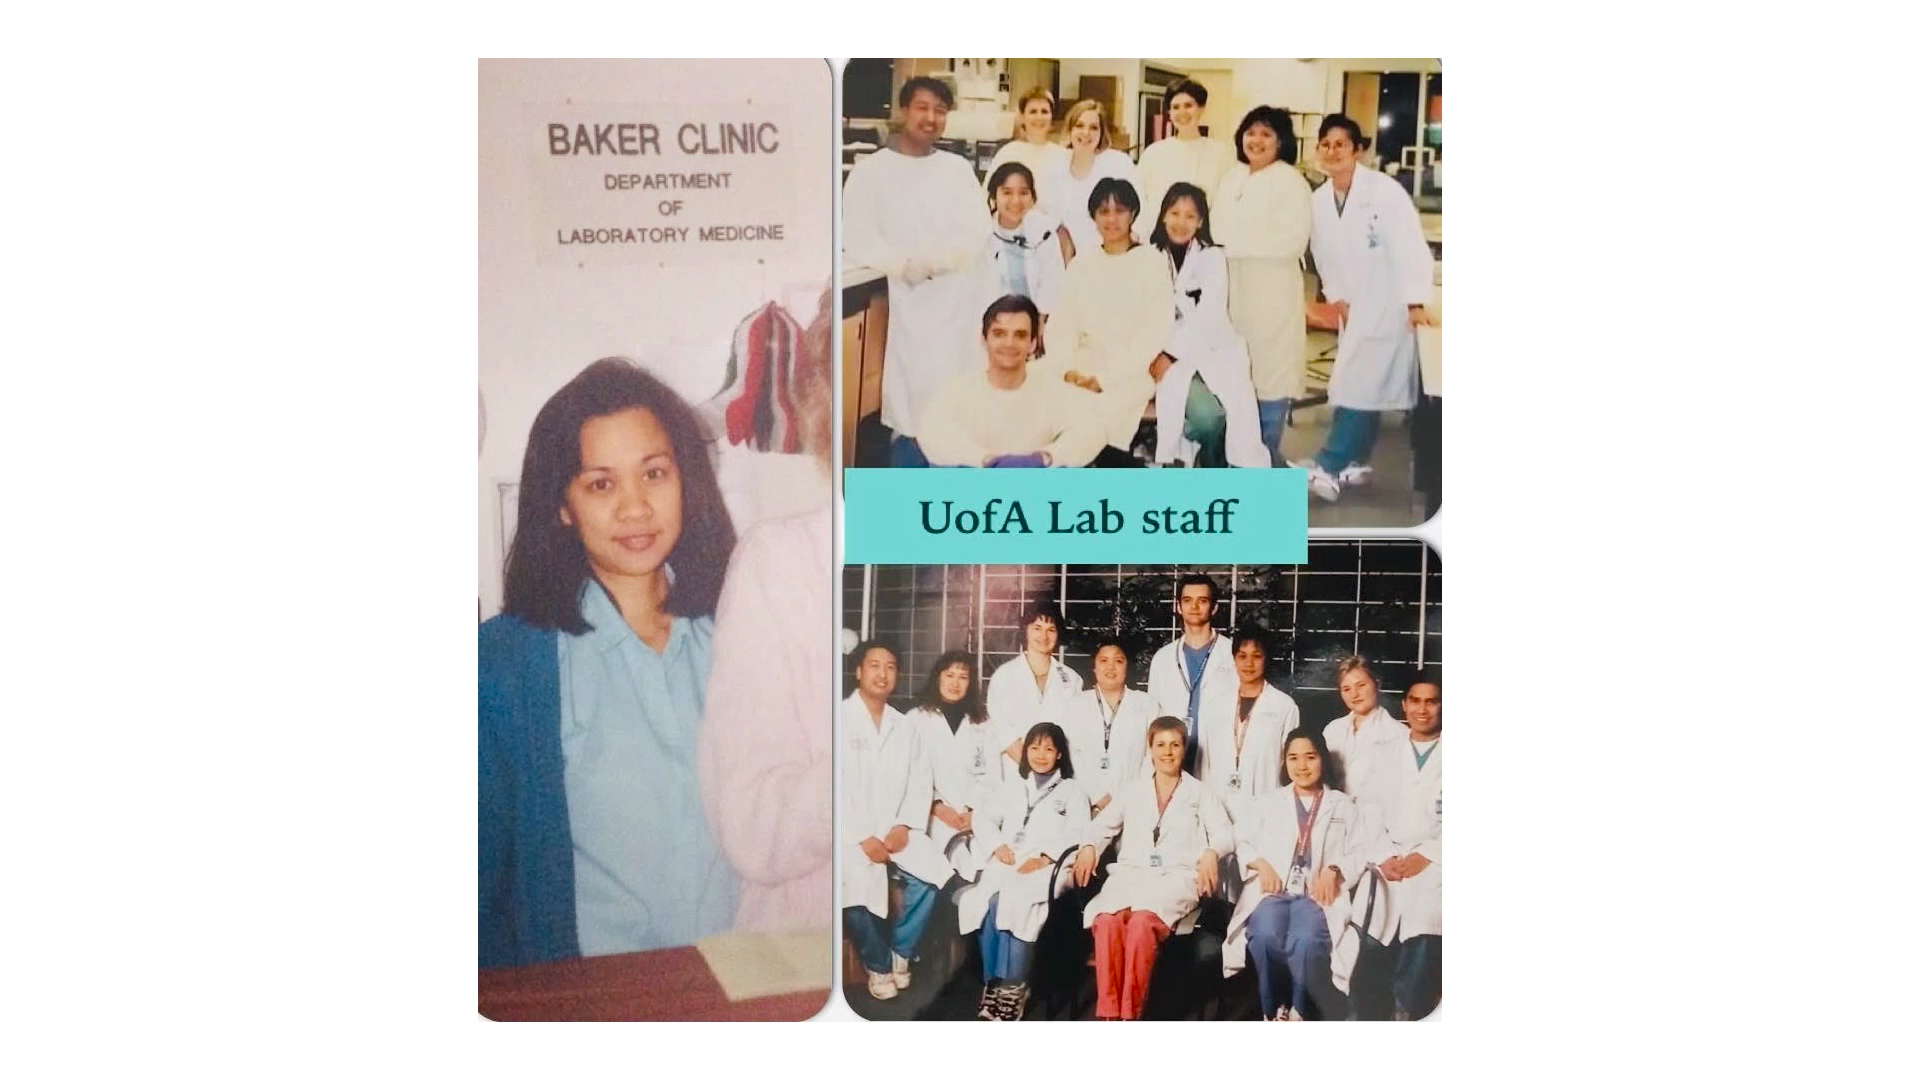 BAKER CLINIC
DEPARTMENT
OF
LABORATORY MEDICINE
UofA Lab staff